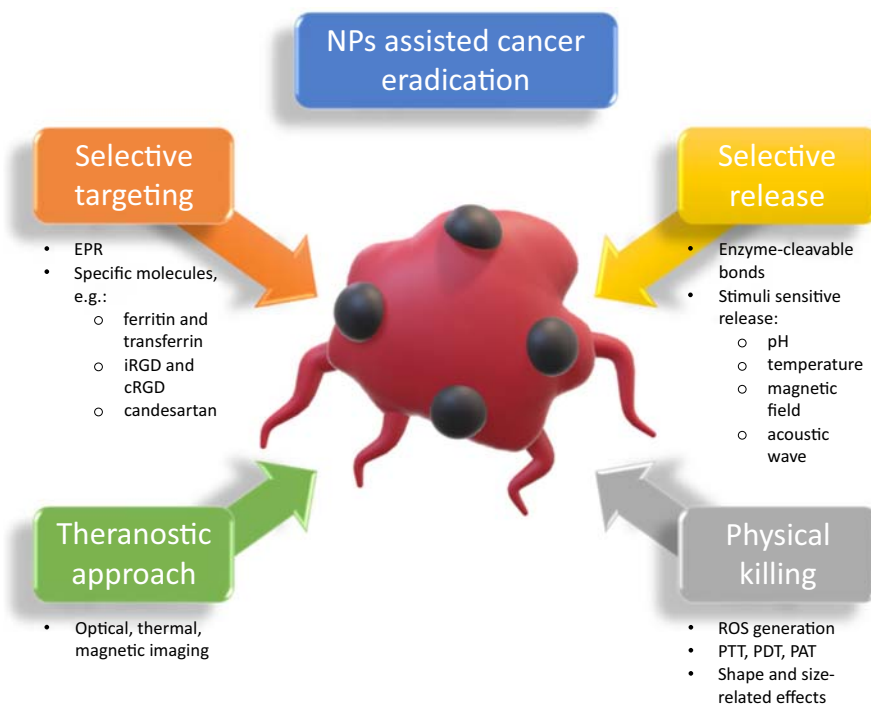 NPs assisted cancer
eradication
Selective
targeting
• EPR
• Specific molecules,
e.g.:
o ferritin and
transferrin
o iRGD and
cRGD
o candesartan
Selective
release
• Enzyme-cleavable
bonds
• Stimuli sensitive
release:
o pH
o temperature
o magnetic
field
o acoustic
wave
Theranostic
approach
• Optical, thermal,
magnetic imaging
Physical
killing
• ROS generation
• PTT, PDT, PAT
• Shape and size-
related effects